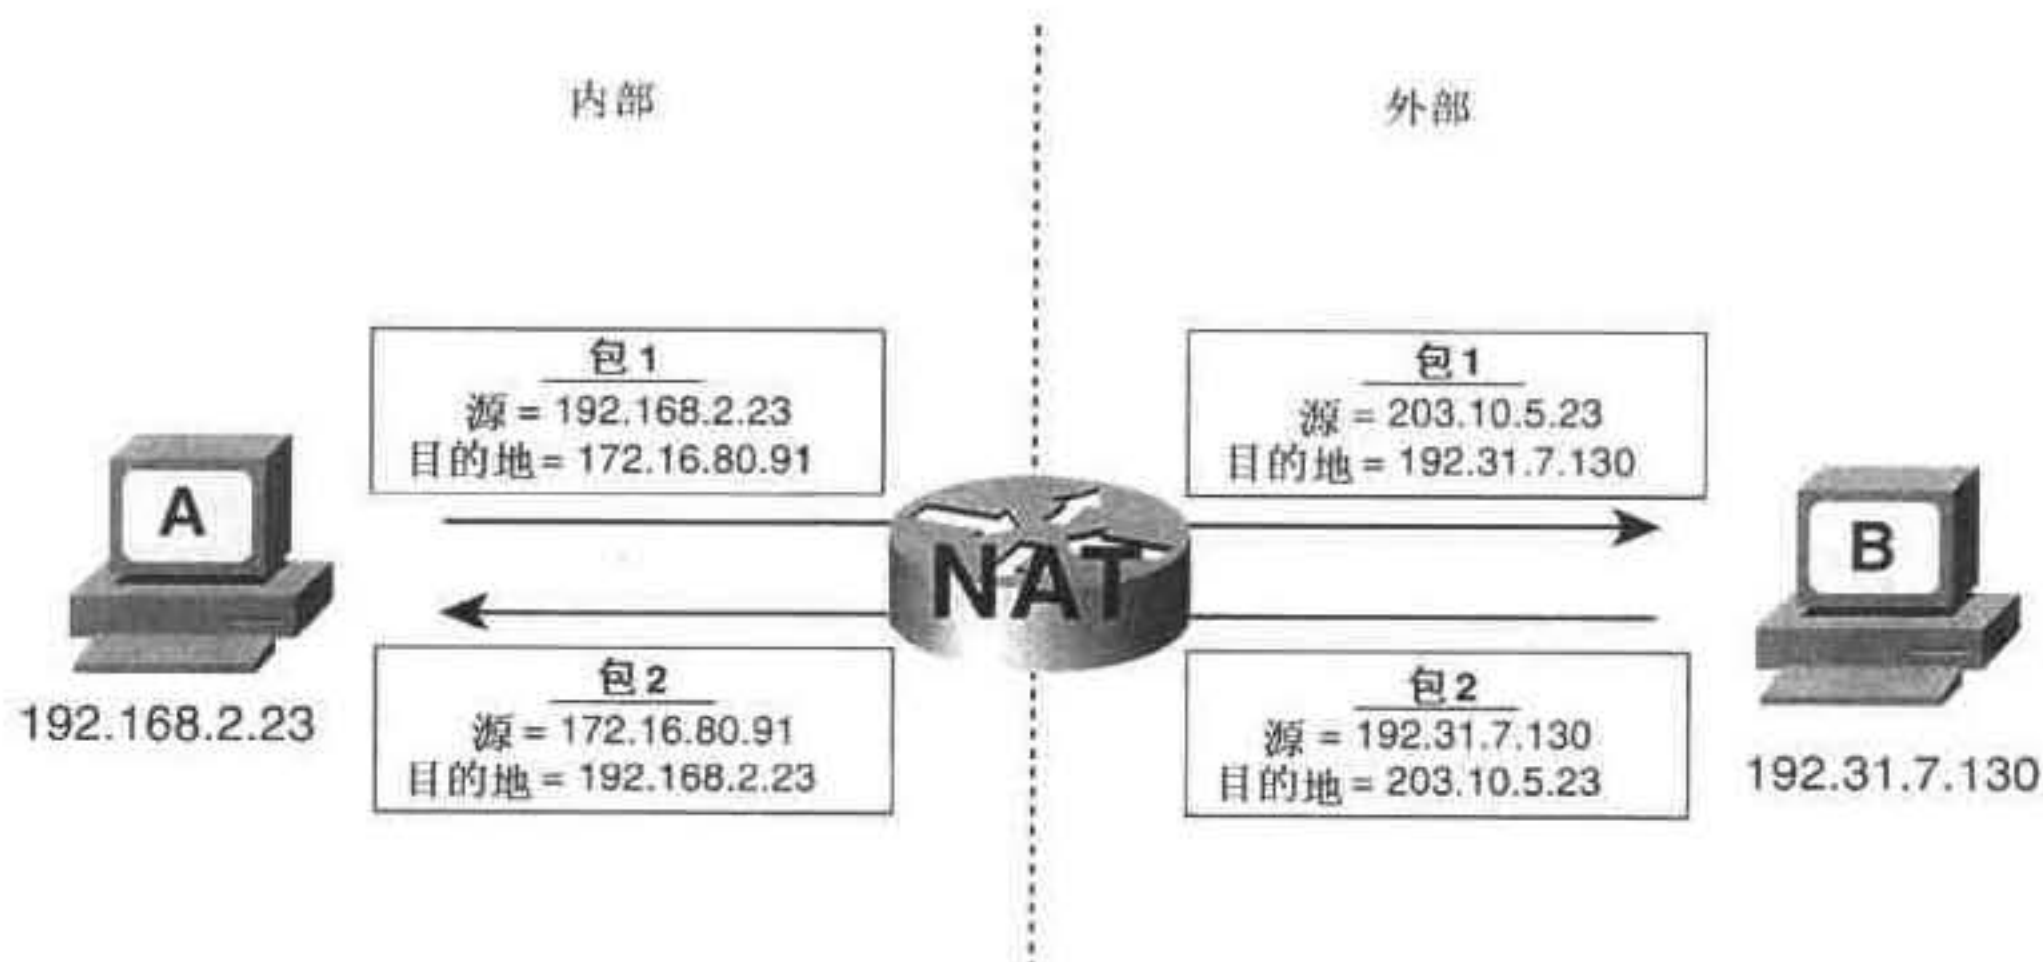 内部
外部
包1
源 = 192.168.2.23
目的地 = 172.16.80.91
包1
源 = 203.10.5.23
目的地 = 192.31.7.130
A
NAT
B
包2
源 = 172.16.80.91
目的地 = 192.168.2.23
包2
源 = 192.31.7.130
目的地 = 203.10.5.23
192.168.2.23
192.31.7.130